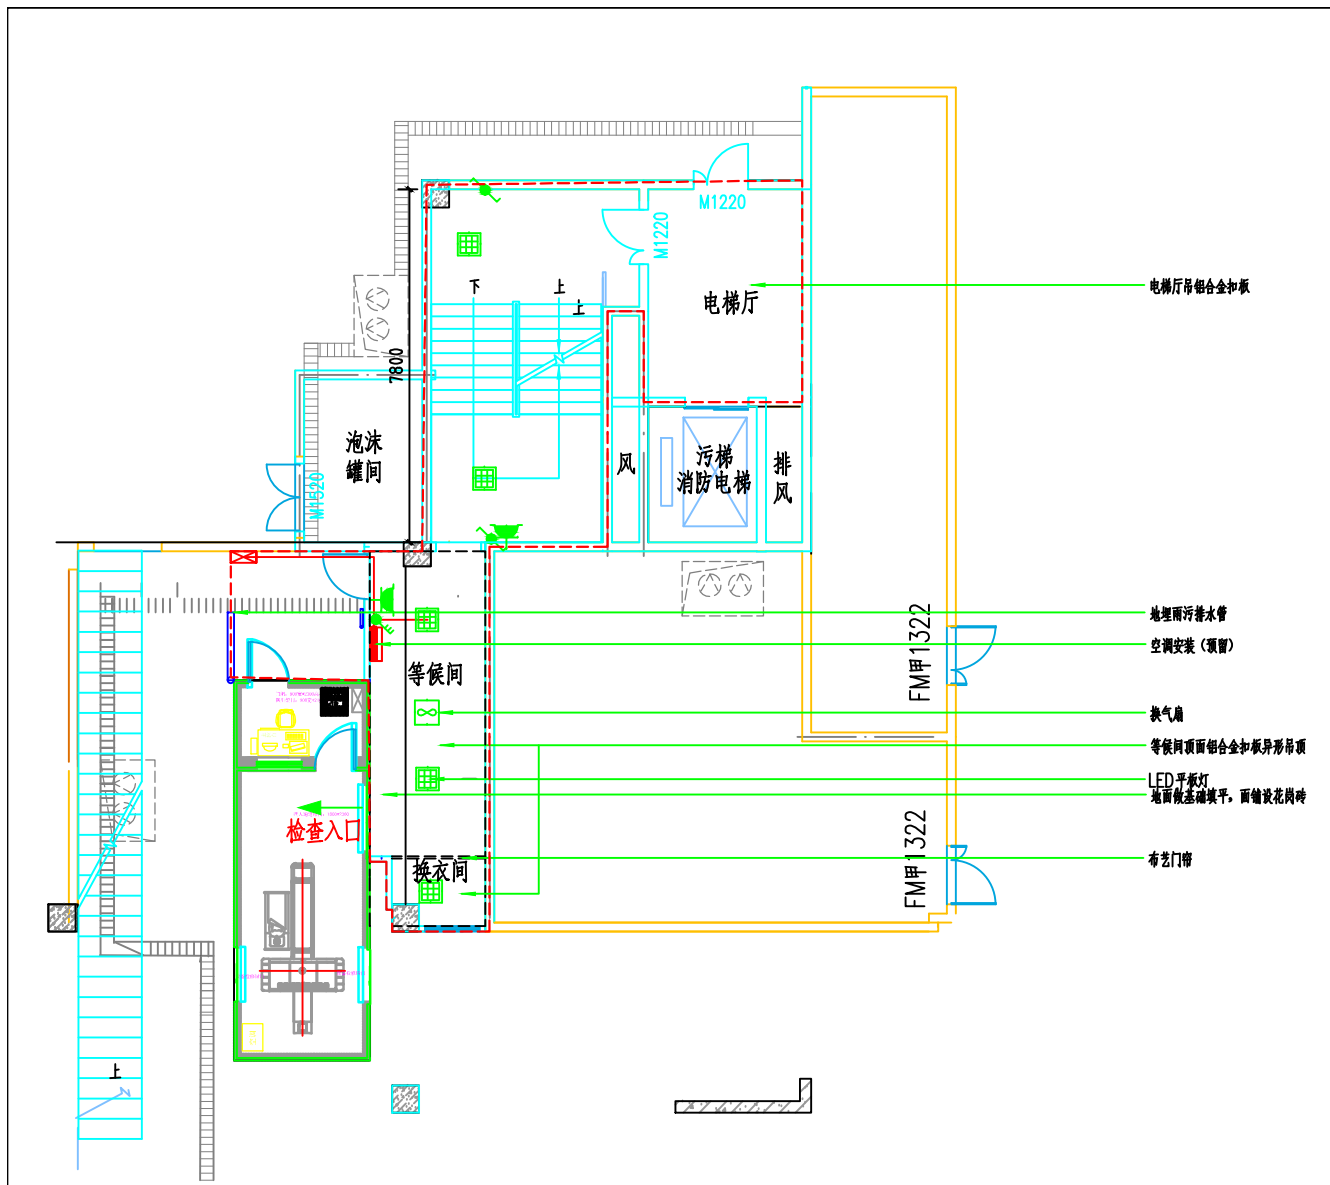 M1220
M1220
电梯厅吊铝合金扣板
下
上
上
电梯厅
7800
泡沫
罐间
风
污梯
消防电梯
排
风
M1520
FM甲1322
地埋雨污排水管
空调安装（预留）
等候间
换气扇
等候间顶面铝合金扣板异形吊顶
LED平板灯
地面做基础填平，面铺设花岗砖
检查入口
FM甲1322
换衣间
布艺门帘
上